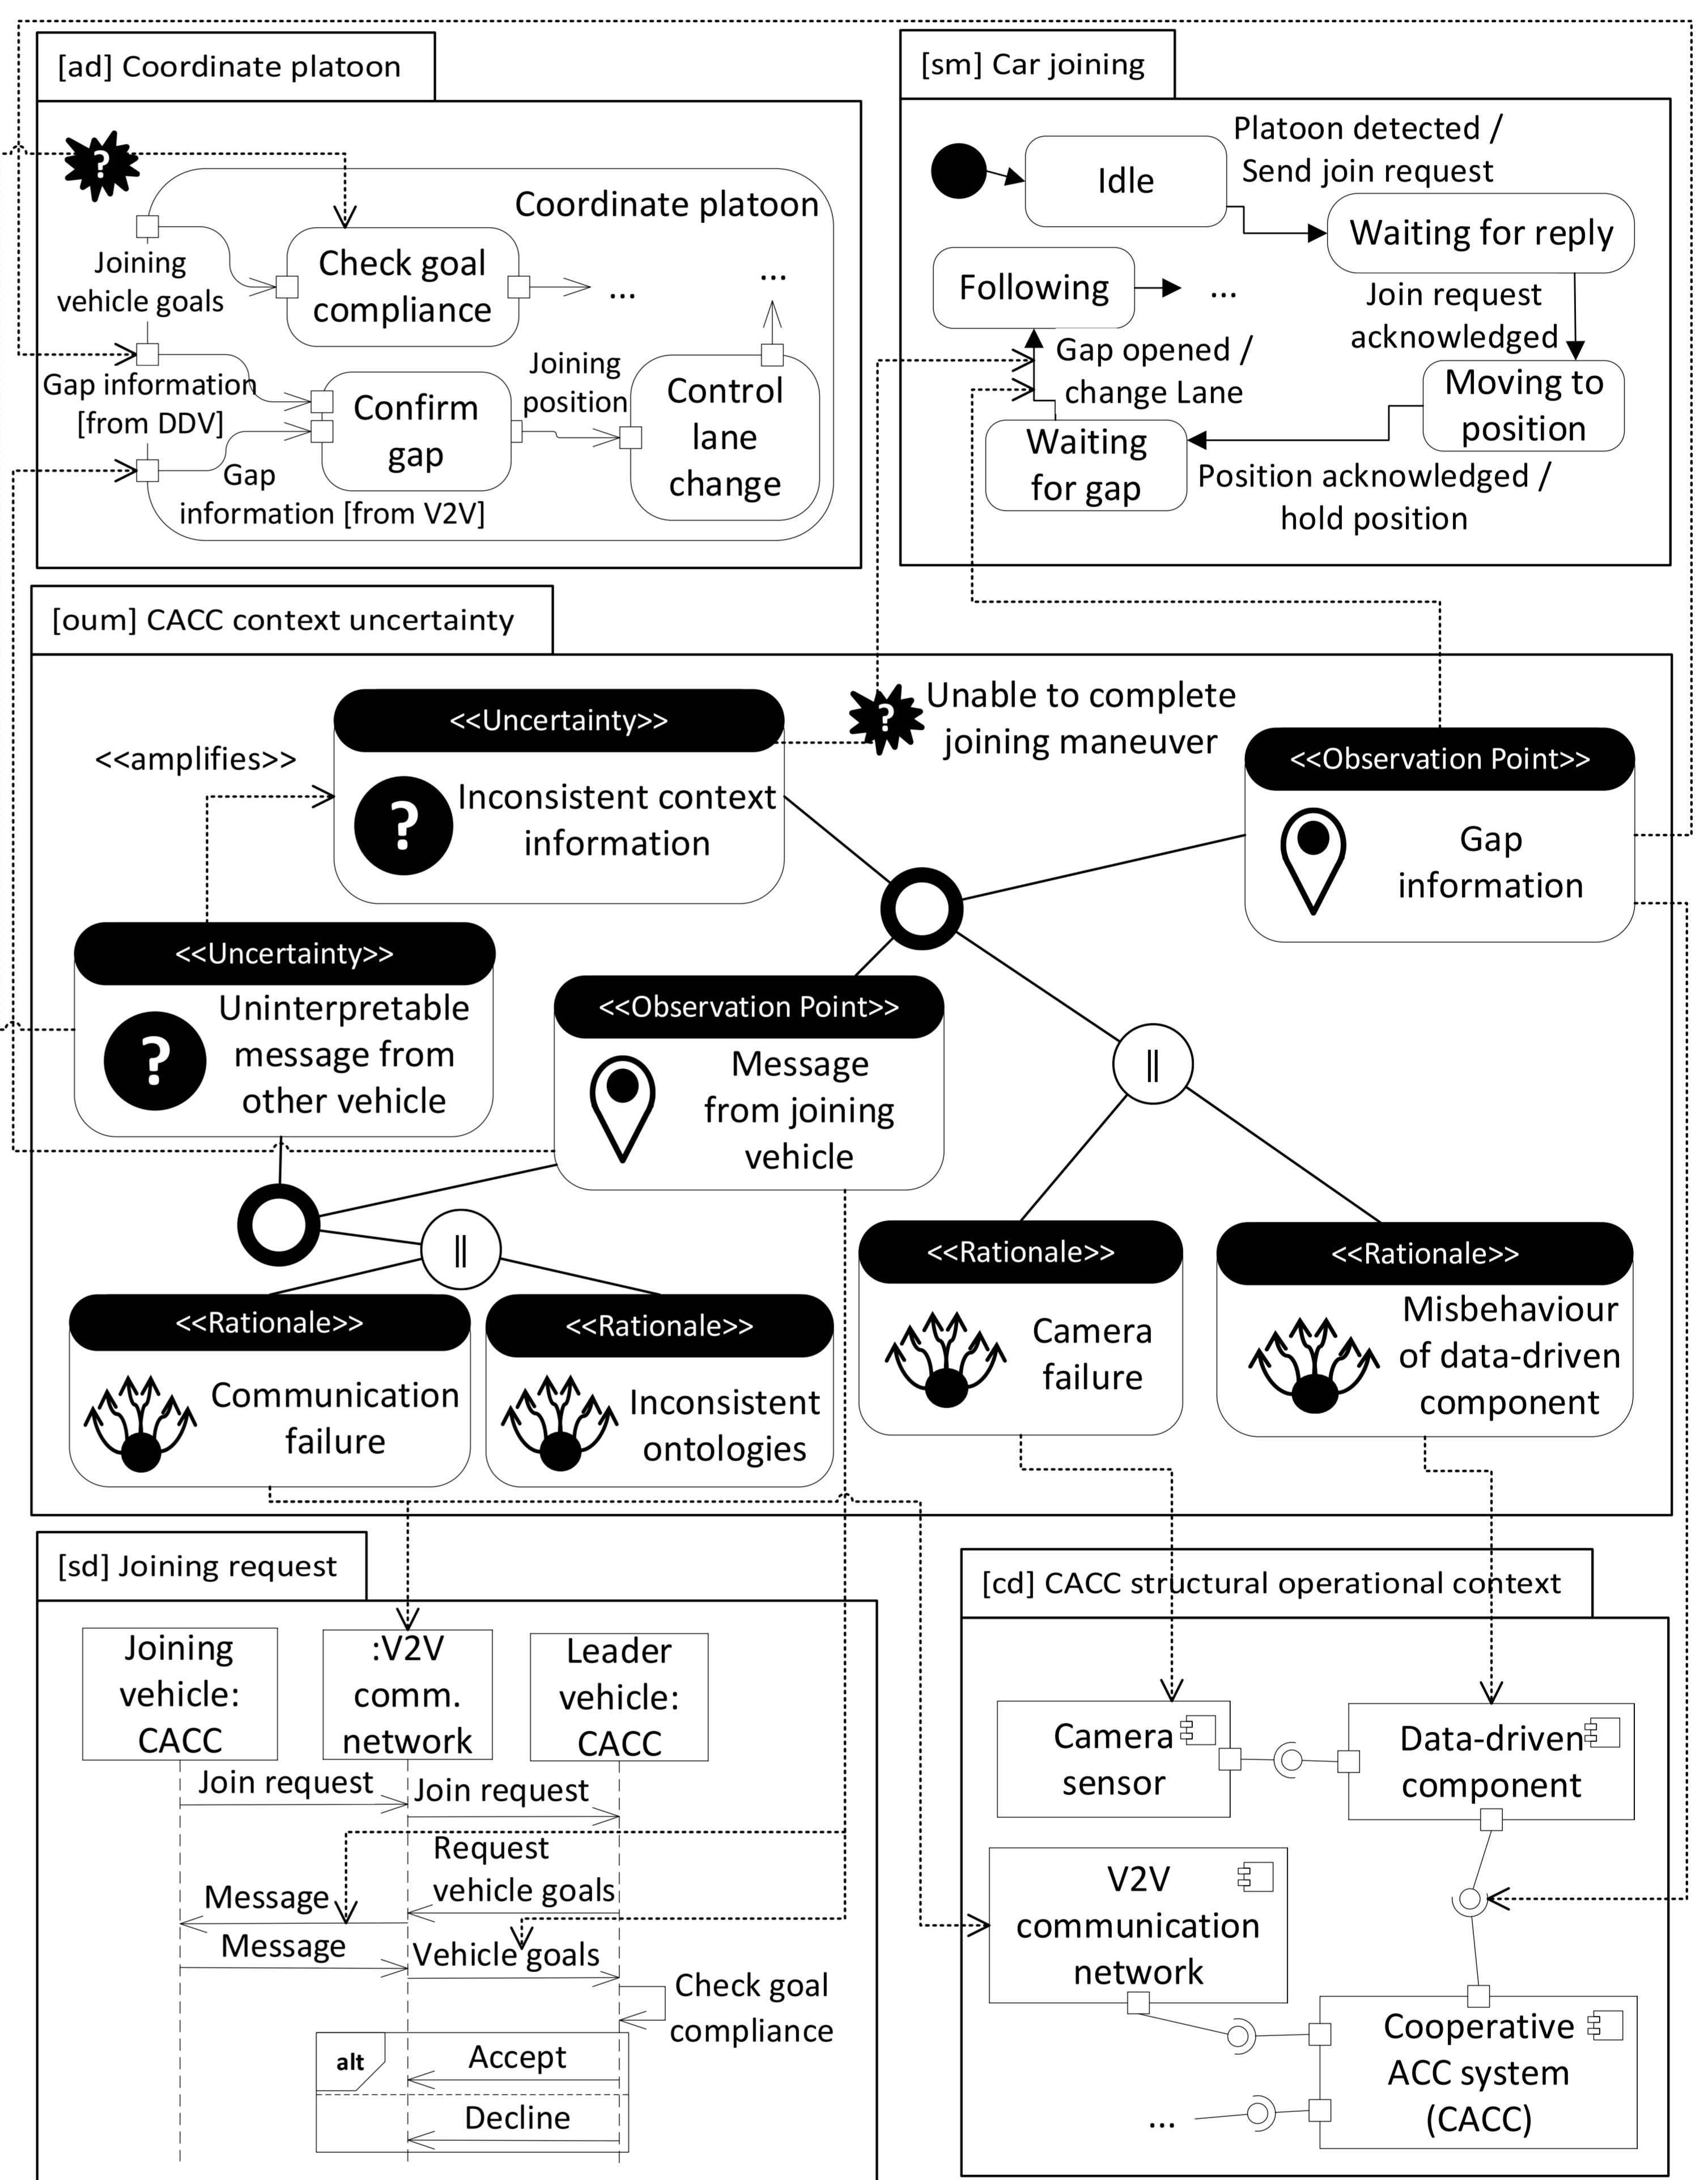 [ad] Coordinate platoon
?
Coordinate platoon
Joining
vehicle goals
Check goal
compliance
...
...
Gap information
[from DDV]
Confirm
gap
Joining
position
Control
lane
change
Gap
information [from V2V]
[sm] Car joining
Idle
Platoon detected /
Send join request
Waiting for reply
Following
...
Join request
acknowledged
Gap opened /
change Lane
Moving to
position
Waiting
for gap
Position acknowledged /
hold position
[oum] CACC context uncertainty
<<Uncertainty>>
?
Inconsistent context
information
?
Unable to complete
joining maneuver
<<amplifies>>
<<Observation Point>>
Gap
information
<<Uncertainty>>
?
Uninterpretable
message from
other vehicle
<<Observation Point>>
Message
from joining
vehicle
||
||
<<Rationale>>
Communication
failure
<<Rationale>>
Inconsistent
ontologies
<<Rationale>>
Camera
failure
<<Rationale>>
Misbehaviour
of data-driven
component
[sd] Joining request
Joining
vehicle:
CACC
:V2V
comm.
network
Leader
vehicle:
CACC
Join request
Join request
Request
vehicle goals
Message
Message
Vehicle goals
Check goal
compliance
alt
Accept
Decline
[cd] CACC structural operational context
Camera
sensor
Data-driven
component
V2V
communication
network
Cooperative
ACC system
(CACC)
...